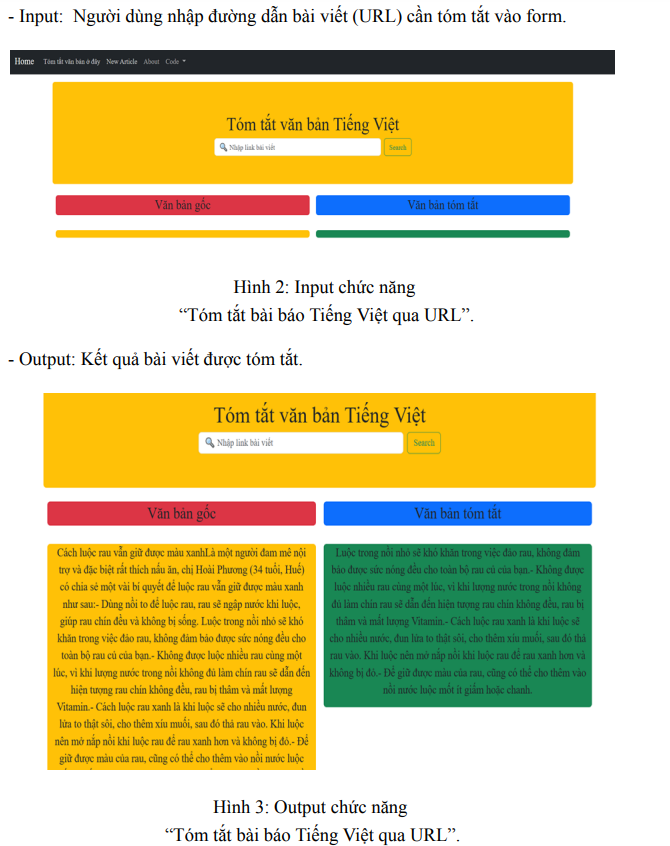 - Input: Người dùng nhập đường dẫn bài viết (URL) cần tóm tắt vào form.
Home Tóm tắt văn bản ở đây New Article About Code
Tóm tắt văn bản Tiếng Việt
Nhập link bài viết Search
Văn bản gốc Văn bản tóm tắt
Hình 2: Input chức năng
“Tóm tắt bài báo Tiếng Việt qua URL”.
- Output: Kết quả bài viết được tóm tắt.
Tóm tắt văn bản Tiếng Việt
Nhập link bài viết Search
Văn bản gốc
Cách luộc rau vẫn giữ được màu xanhLà một người đam mê nội
trợ và đặc biệt rất thích nấu ăn, chị Hoài Phương (34 tuổi, Huế)
có chia sẻ một vài bí quyết để luộc rau vẫn giữ được màu xanh
như sau:- Dùng nồi to để luộc rau, rau sẽ ngập nước khi luộc,
giúp rau chín đều và không bị sống. Luộc trong nồi nhỏ sẽ khó
khăn trong việc đảo rau, không đảm bảo được sức nóng đều cho
toàn bộ rau củ của bạn.- Không được luộc nhiều rau cùng một
lúc, vì khi lượng nước trong nồi không đủ làm chín rau sẽ dẫn đến
hiện tượng rau chín không đều, rau bị thâm và mất lượng
Vitamin.- Cách luộc rau xanh là khi luộc sẽ cho nhiều nước, đun
lửa to thật sôi, cho thêm xíu muối, sau đó thả rau vào. Khi luộc
nên mở nắp nồi khi luộc rau để rau xanh hơn và không bị đỏ.- Để
giữ được màu của rau, cũng có thể cho thêm vào nồi nước luộc
Văn bản tóm tắt
Luộc trong nồi nhỏ sẽ khó khăn trong việc đảo rau, không đảm
bảo được sức nóng đều cho toàn bộ rau củ của bạn.- Không được
luộc nhiều rau cùng một lúc, vì khi lượng nước trong nồi không
đủ làm chín rau sẽ dẫn đến hiện tượng rau chín không đều, rau bị
thâm và mất lượng Vitamin.- Cách luộc rau xanh là khi luộc sẽ
cho nhiều nước, đun lửa to thật sôi, cho thêm xíu muối, sau đó thả
rau vào. Khi luộc nên mở nắp nồi khi luộc rau để rau xanh hơn và
không bị đỏ.- Để giữ được màu của rau, cũng có thể cho thêm vào
nồi nước luộc một ít giấm hoặc chanh.
Hình 3: Output chức năng
“Tóm tắt bài báo Tiếng Việt qua URL”.